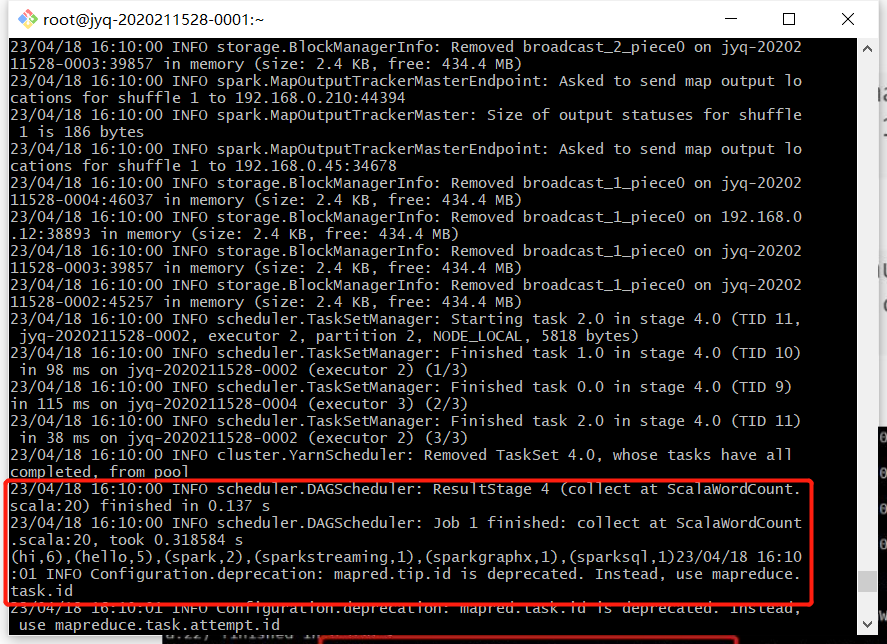 root@jyq-2020211528-0001:~
23/04/18 16:10:00 INFO storage.BlockManagerInfo: Removed broadcast_2_piece0 on jyq-20202
11528-0003:39857 in memory (size: 2.4 KB, free: 434.4 MB)
23/04/18 16:10:00 INFO spark.MapOutputTrackerMasterEndpoint: Asked to send map output lo
cations for shuffle 1 to 192.168.0.210:44394
23/04/18 16:10:00 INFO spark.MapOutputTrackerMaster: Size of output statuses for shuffle
 1 is 186 bytes
23/04/18 16:10:00 INFO spark.MapOutputTrackerMasterEndpoint: Asked to send map output lo
cations for shuffle 1 to 192.168.0.45:34678
23/04/18 16:10:00 INFO storage.BlockManagerInfo: Removed broadcast_1_piece0 on jyq-20202
11528-0004:46037 in memory (size: 2.4 KB, free: 434.4 MB)
23/04/18 16:10:00 INFO storage.BlockManagerInfo: Removed broadcast_1_piece0 on 192.168.0
.12:38893 in memory (size: 2.4 KB, free: 434.4 MB)
23/04/18 16:10:00 INFO storage.BlockManagerInfo: Removed broadcast_1_piece0 on jyq-20202
11528-0003:39857 in memory (size: 2.4 KB, free: 434.4 MB)
23/04/18 16:10:00 INFO storage.BlockManagerInfo: Removed broadcast_1_piece0 on jyq-20202
11528-0002:45257 in memory (size: 2.4 KB, free: 434.4 MB)
23/04/18 16:10:00 INFO scheduler.TaskSetManager: Starting task 2.0 in stage 4.0 (TID 11,
 jyq-2020211528-0002, executor 2, partition 2, NODE_LOCAL, 5818 bytes)
23/04/18 16:10:00 INFO scheduler.TaskSetManager: Finished task 1.0 in stage 4.0 (TID 10)
 in 98 ms on jyq-2020211528-0002 (executor 2) (1/3)
23/04/18 16:10:00 INFO scheduler.TaskSetManager: Finished task 0.0 in stage 4.0 (TID 9)
in 115 ms on jyq-2020211528-0004 (executor 3) (2/3)
23/04/18 16:10:00 INFO scheduler.TaskSetManager: Finished task 2.0 in stage 4.0 (TID 11)
 in 38 ms on jyq-2020211528-0002 (executor 2) (3/3)
23/04/18 16:10:00 INFO cluster.YarnScheduler: Removed TaskSet 4.0, whose tasks have all
completed, from pool
23/04/18 16:10:00 INFO scheduler.DAGScheduler: ResultStage 4 (collect at ScalaWordCount.
scala:20) finished in 0.137 s
23/04/18 16:10:00 INFO scheduler.DAGScheduler: Job 1 finished: collect at ScalaWordCount
.scala:20, took 0.318584 s
(hi,6),(hello,5),(spark,2),(sparkstreaming,1),(sparkgraphx,1),(sparksql,1)23/04/18 16:10
:01 INFO Configuration.deprecation: mapred.tip.id is deprecated. Instead, use mapreduce.
task.id
23/04/18 16:10:01 INFO Configuration.deprecation: mapred.task.id is deprecated. Instead,
 use mapreduce.task.attempt.id